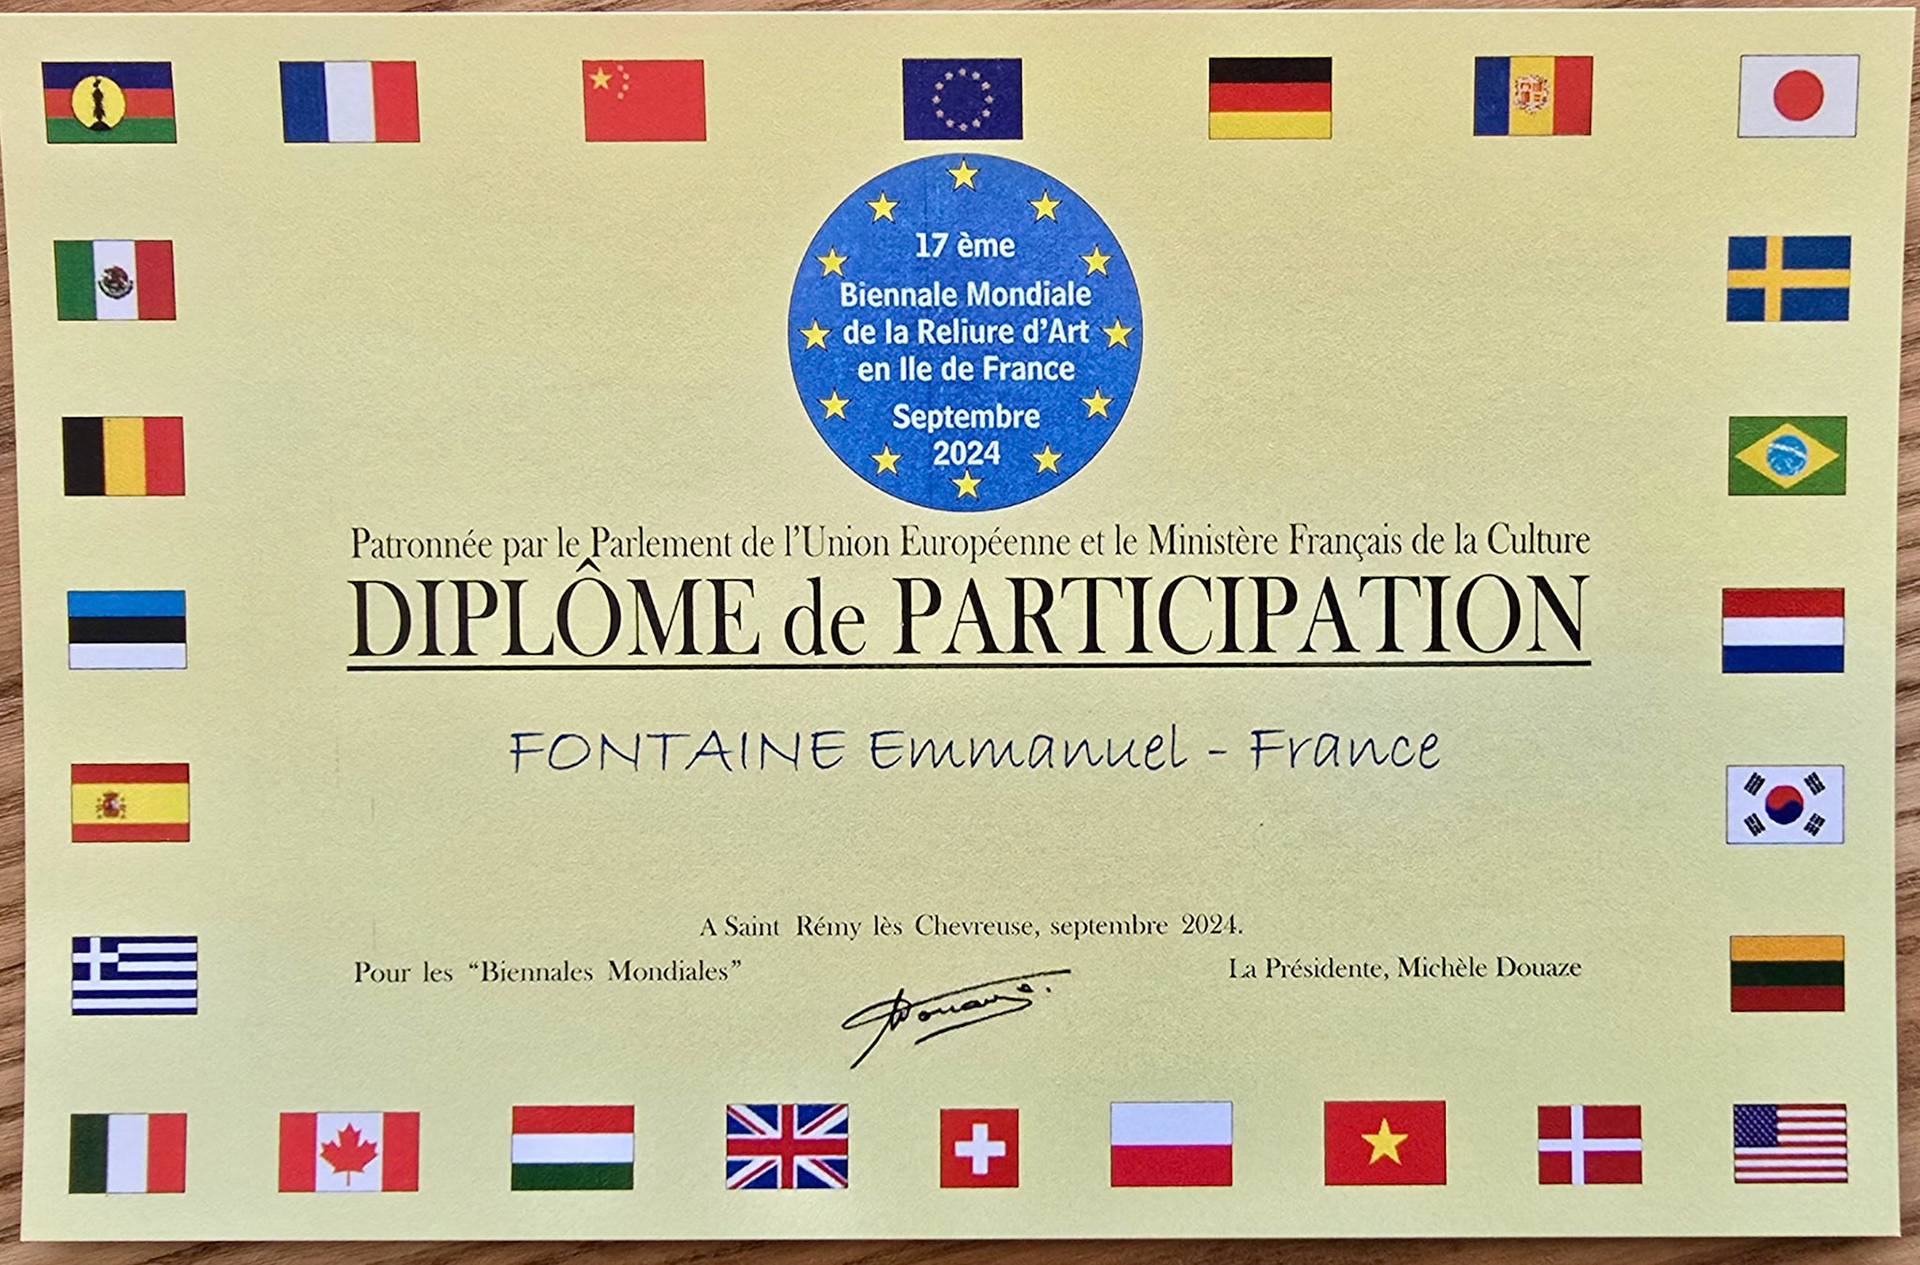 17 ème
Biennale Mondiale
de la Reliure d'Art
en Ile de France
Septembre
2024
Patronnée par le Parlement de l'Union Européenne et le Ministère Français de la Culture
DIPLÔME de PARTICIPATION
FONTAINE Emmanuel - France
A Saint Rémy lès Chevreuse, septembre 2024.
Pour les "Biennales Mondiales"
La Présidente, Michèle Douaze